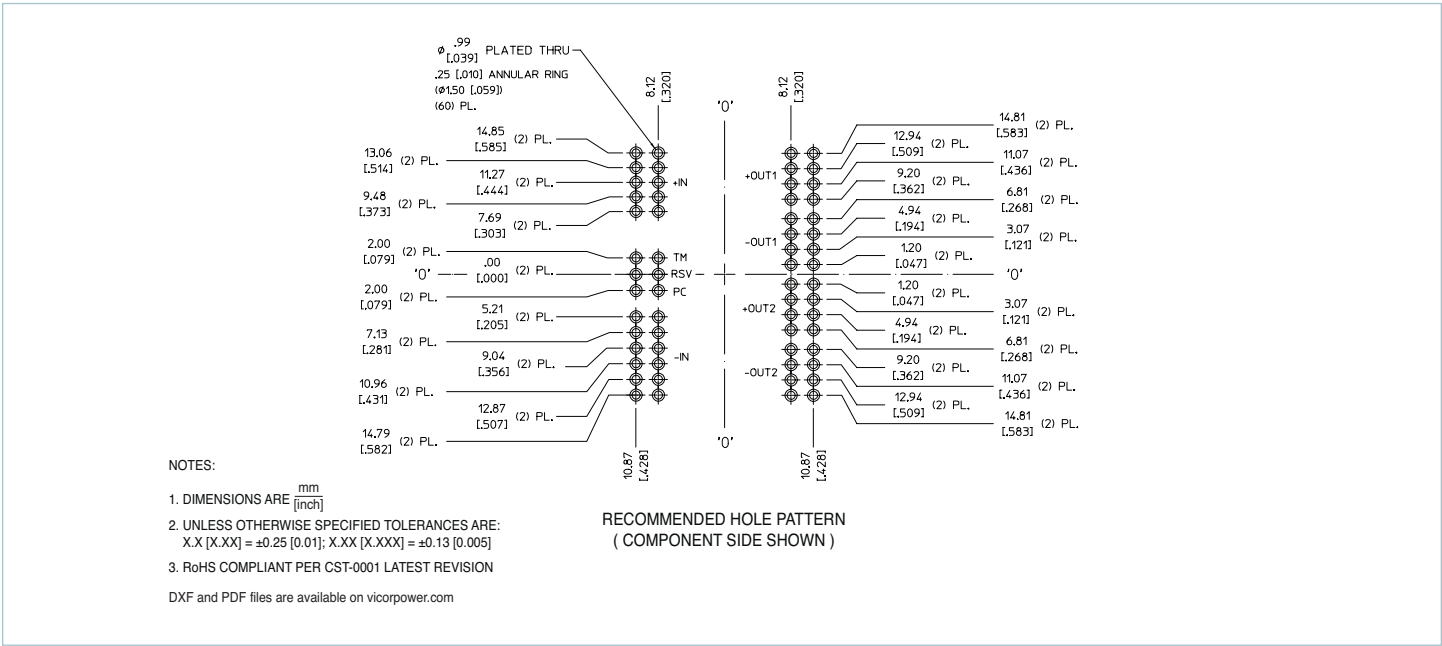 ø .99 [.039] PLATED THRU
.25 [.010] ANNULAR RING
(ø1.50 [.059])
(60) PL.
8.12 [.320]
'0'
8.12 [.320]
14.85 [.585] (2) PL.
13.06 [.514] (2) PL.
11.27 [.444] (2) PL.
+IN
9.48 [.373] (2) PL.
7.69 [.303] (2) PL.
2.00 [.079] (2) PL.
TM
'0'
.00 [.000] (2) PL.
RSV
2.00 [.079] (2) PL.
PC
5.21 [.205] (2) PL.
7.13 [.281] (2) PL.
9.04 [.356] (2) PL.
-IN
10.96 [.431] (2) PL.
12.87 [.507] (2) PL.
14.79 [.582] (2) PL.
10.87 [.428]
'0'
14.81 [.583] (2) PL.
12.94 [.509] (2) PL.
+OUT1
11.07 [.436] (2) PL.
9.20 [.362] (2) PL.
6.81 [.268] (2) PL.
4.94 [.194] (2) PL.
-OUT1
3.07 [.121] (2) PL.
1.20 [.047] (2) PL.
'0'
1.20 [.047] (2) PL.
+OUT2
3.07 [.121] (2) PL.
4.94 [.194] (2) PL.
6.81 [.268] (2) PL.
9.20 [.362] (2) PL.
-OUT2
11.07 [.436] (2) PL.
12.94 [.509] (2) PL.
14.81 [.583] (2) PL.
10.87 [.428]
NOTES:
1. DIMENSIONS ARE mm [inch]
2. UNLESS OTHERWISE SPECIFIED TOLERANCES ARE:
X.X [X.XX] = ±0.25 [0.01]; X.XX [X.XXX] = ±0.13 [0.005]
3. RoHS COMPLIANT PER CST-0001 LATEST REVISION
DXF and PDF files are available on vicorpower.com
RECOMMENDED HOLE PATTERN
( COMPONENT SIDE SHOWN )